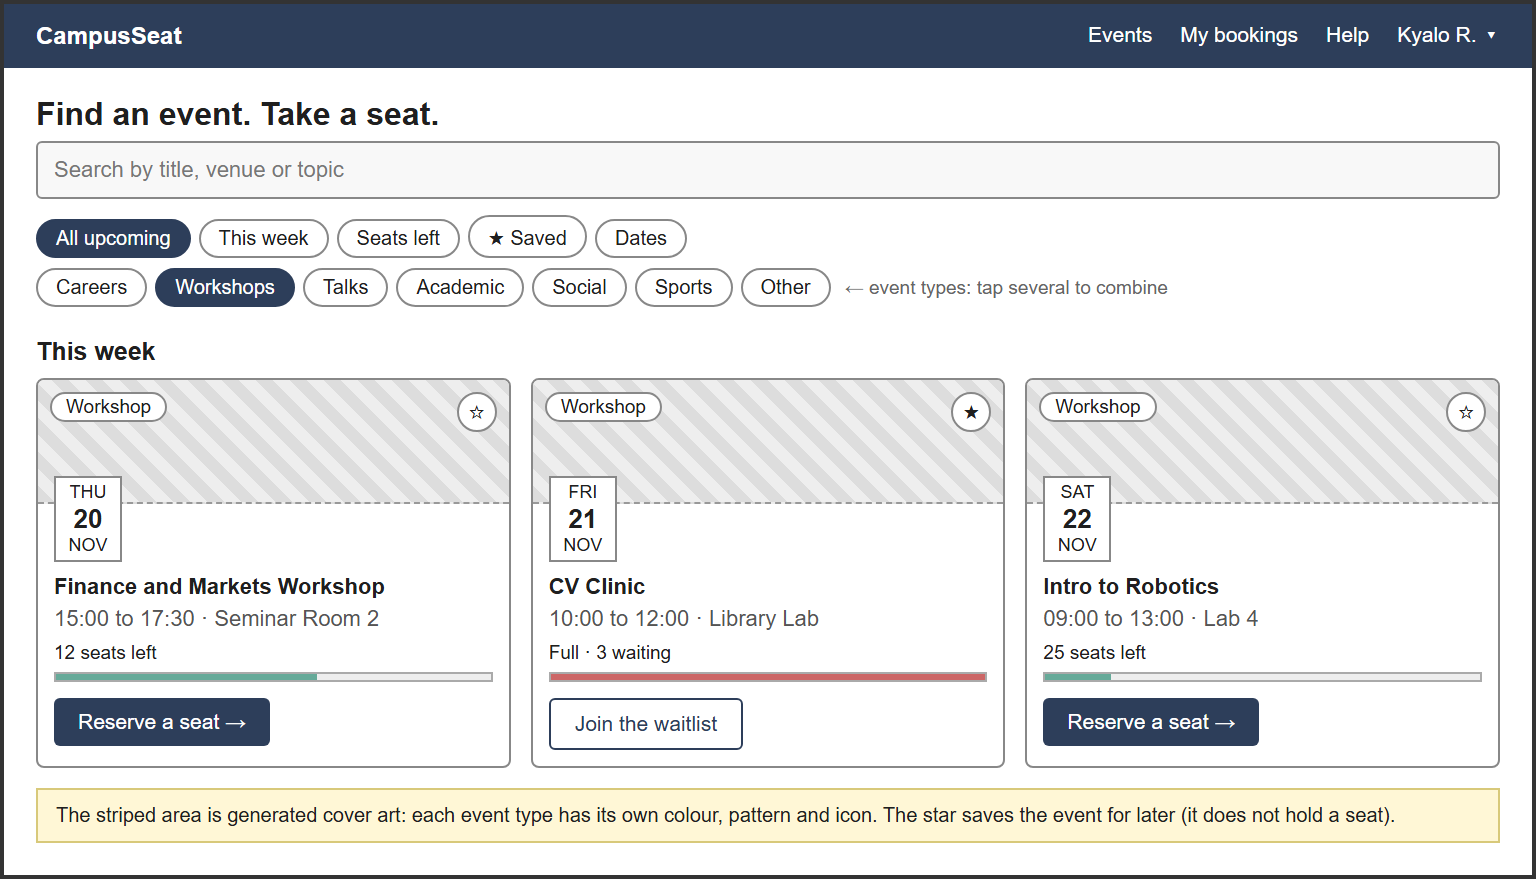 CampusSeat
Events My bookings Help Kyalo R. ▼
Find an event. Take a seat.
Search by title, venue or topic
All upcoming This week Seats left ★ Saved Dates
Careers Workshops Talks Academic Social Sports Other ← event types: tap several to combine
This week
Workshop ☆
THU
20
NOV
Finance and Markets Workshop
15:00 to 17:30 · Seminar Room 2
12 seats left
Reserve a seat →
Workshop ★
FRI
21
NOV
CV Clinic
10:00 to 12:00 · Library Lab
Full · 3 waiting
Join the waitlist
Workshop ☆
SAT
22
NOV
Intro to Robotics
09:00 to 13:00 · Lab 4
25 seats left
Reserve a seat →
The striped area is generated cover art: each event type has its own colour, pattern and icon. The star saves the event for later (it does not hold a seat).